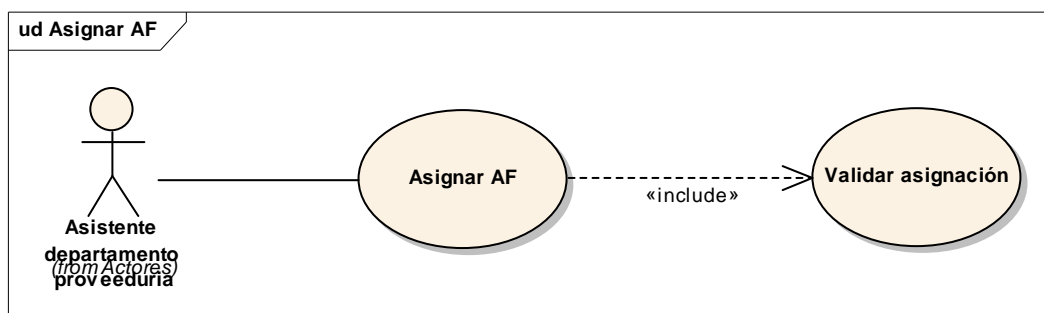 ud Asignar AF
Asistente
departamento
(from Actores)
proveeduria
Asignar AF
«include»
Validar asignación